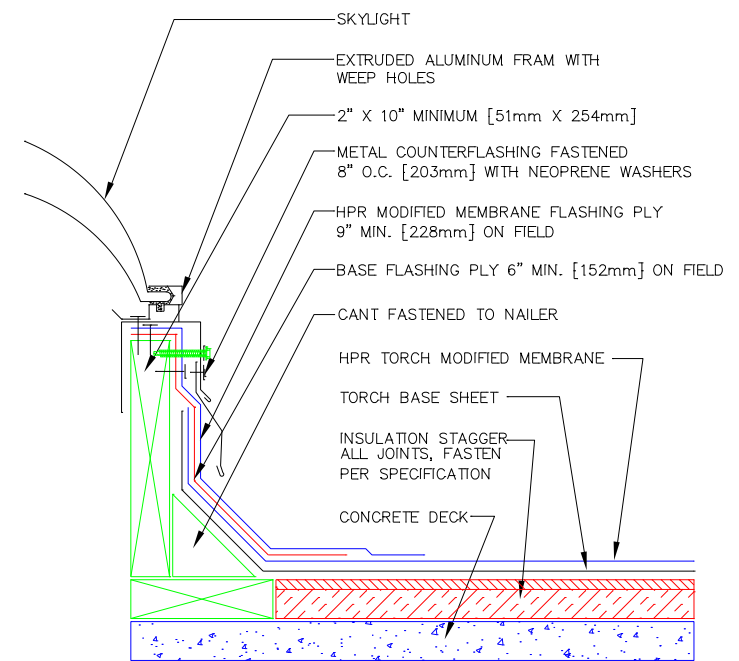 SKYLIGHT
EXTRUDED ALUMINUM FRAM WITH
WEEP HOLES
2" X 10" MINIMUM [51mm X 254mm]
METAL COUNTERFLASHING FASTENED
8" O.C. [203mm] WITH NEOPRENE WASHERS
HPR MODIFIED MEMBRANE FLASHING PLY
9" MIN. [228mm] ON FIELD
BASE FLASHING PLY 6" MIN. [152mm] ON FIELD
CANT FASTENED TO NAILER
HPR TORCH MODIFIED MEMBRANE
TORCH BASE SHEET
INSULATION STAGGER
ALL JOINTS, FASTEN
PER SPECIFICATION
CONCRETE DECK